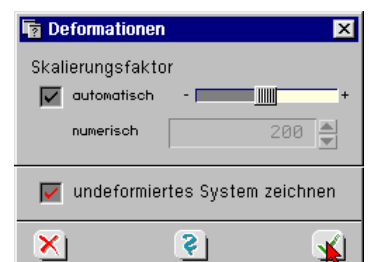 Deformationen
Skalierungsfaktor
automatisch - +
numerisch 200
undeformiertes System zeichnen